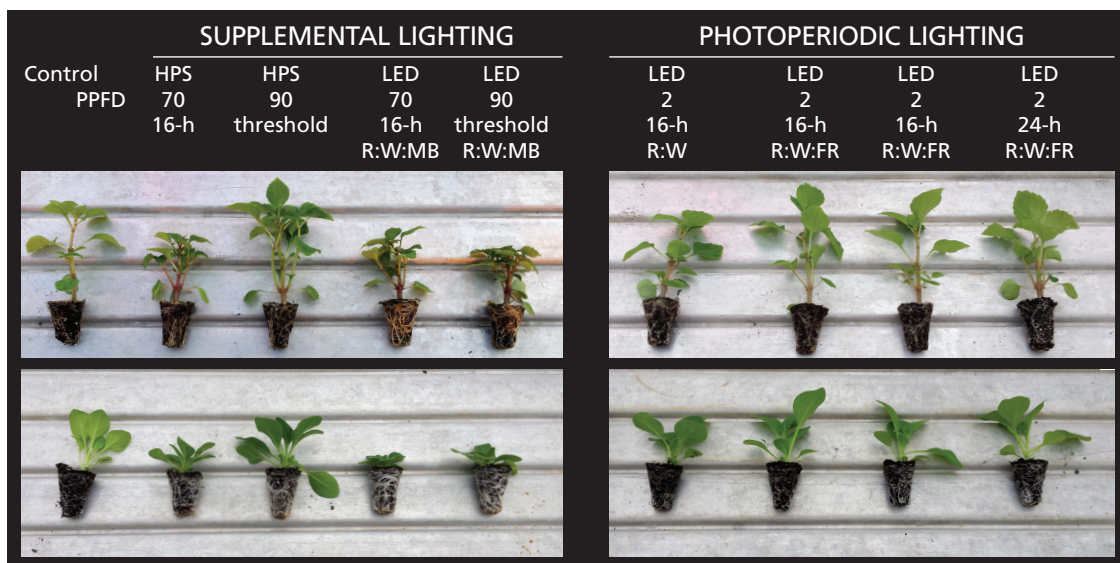 SUPPLEMENTAL LIGHTING
Control HPS HPS LED LED
PPFD 70 90 70 90
16-h threshold 16-h threshold
R:W:MB R:W:MB
PHOTOPERIODIC LIGHTING
LED LED LED LED
2 2 2 2
16-h 16-h 16-h 24-h
R:W R:W:FR R:W:FR R:W:FR